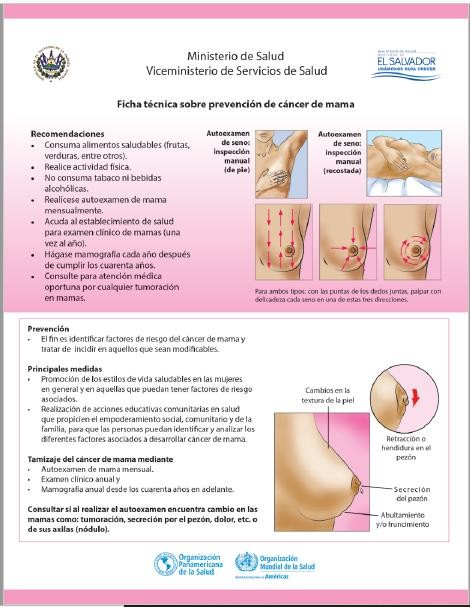 Ministerio de Salud
Viceministerio de Servicios de Salud
MINISTERIO DE SALUD
EL SALVADOR
UNÁMONOS PARA CRECER
Ficha técnica sobre prevención de cáncer de mama
Recomendaciones
• Consuma alimentos saludables (frutas,
verduras, entre otros).
• Realice actividad física.
• No consuma tabaco ni bebidas
alcohólicas.
• Realícese autoexamen de mama
mensualmente.
• Acuda al establecimiento de salud
para examen clínico de mamas (una
vez al año).
• Hágase mamografía cada año después
de cumplir los cuarenta años.
• Consulte para atención médica
oportuna por cualquier tumoración
en mamas.
Autoexamen
de seno:
inspección
manual
(de pie)
Autoexamen
de seno:
inspección
manual
(recostada)
Para ambos tipos: con las puntas de los dedos juntas, palpar con
delicadeza cada seno en una de estas tres direcciones.
Prevención
• El fin es identificar factores de riesgo del cáncer de mama y
tratar de incidir en aquellos que sean modificables.
Principales medidas
• Promoción de los estilos de vida saludables en las mujeres
en general y en aquellas que puedan tener factores de riesgo
asociados.
• Realización de acciones educativas comunitarias en salud
que propicien el empoderamiento social, comunitario y de la
familia, para que las personas puedan identificar y analizar los
diferentes factores asociados a desarrollar cáncer de mama.
Tamizaje del cáncer de mama mediante
• Autoexamen de mama mensual.
• Examen clínico anual y
• Mamografía anual desde los cuarenta años en adelante.
Consultar si al realizar el autoexamen encuentra cambio en las
mamas como: tumoración, secreción por el pezón, dolor, etc. o
de sus axilas (nódulo).
Cambios en la
textura de la piel
Retracción o
hendidura en el
pezón
Secreción
del pezón
Abultamiento
y/o fruncimiento
Organización
Panamericana
de la Salud
Organización
Mundial de la Salud
Américas